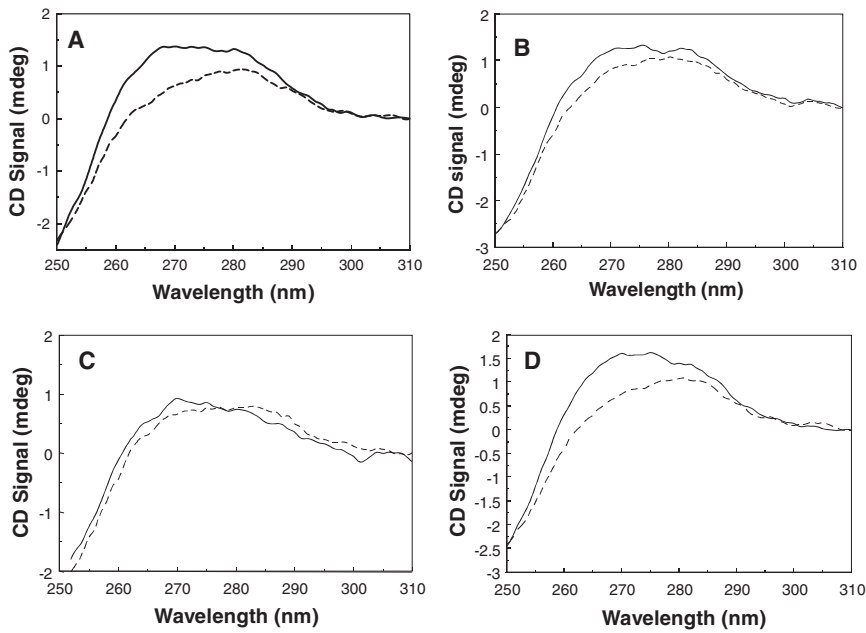 A
CD Signal (mdeg)
2
1
0
-1
-2
250 260 270 280 290 300 310
Wavelength (nm)
B
CD signal (mdeg)
2
1
0
-1
-2
-3
250 260 270 280 290 300 310
Wavelength (nm)
C
CD Signal (mdeg)
2
1
0
-1
-2
250 260 270 280 290 300 310
Wavelength (nm)
D
CD Signal (mdeg)
2
1.5
1
0.5
0
-0.5
-1
-1.5
-2
-2.5
-3
250 260 270 280 290 300 310
Wavelength (nm)